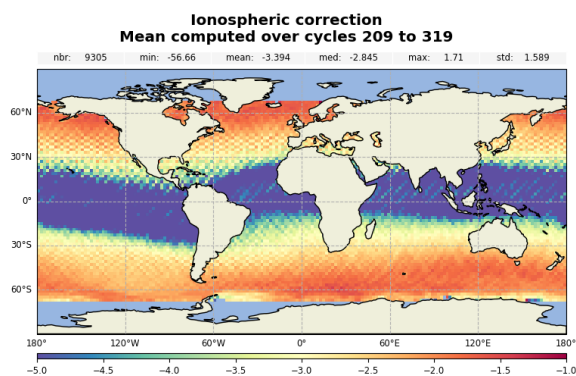 Ionospheric correction
Mean computed over cycles 209 to 319
nbr: 9305 min: -56.66 mean: -3.394 med: -2.845 max: 1.71 std: 1.589
60°N
30°N
0°
30°S
60°S
180° 120°W 60°W 0° 60°E 120°E 180°
−5.0 −4.5 −4.0 −3.5 −3.0 −2.5 −2.0 −1.5 −1.0